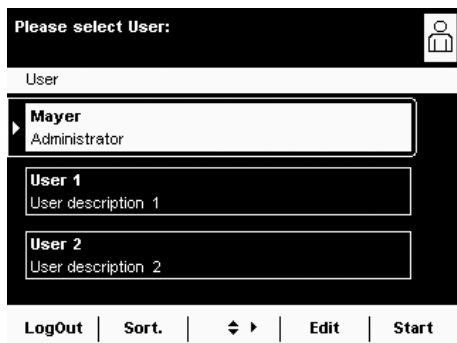 Please select User:
User
Mayer
Administrator
User 1
User description 1
User 2
User description 2
LogOut Sort. Edit Start